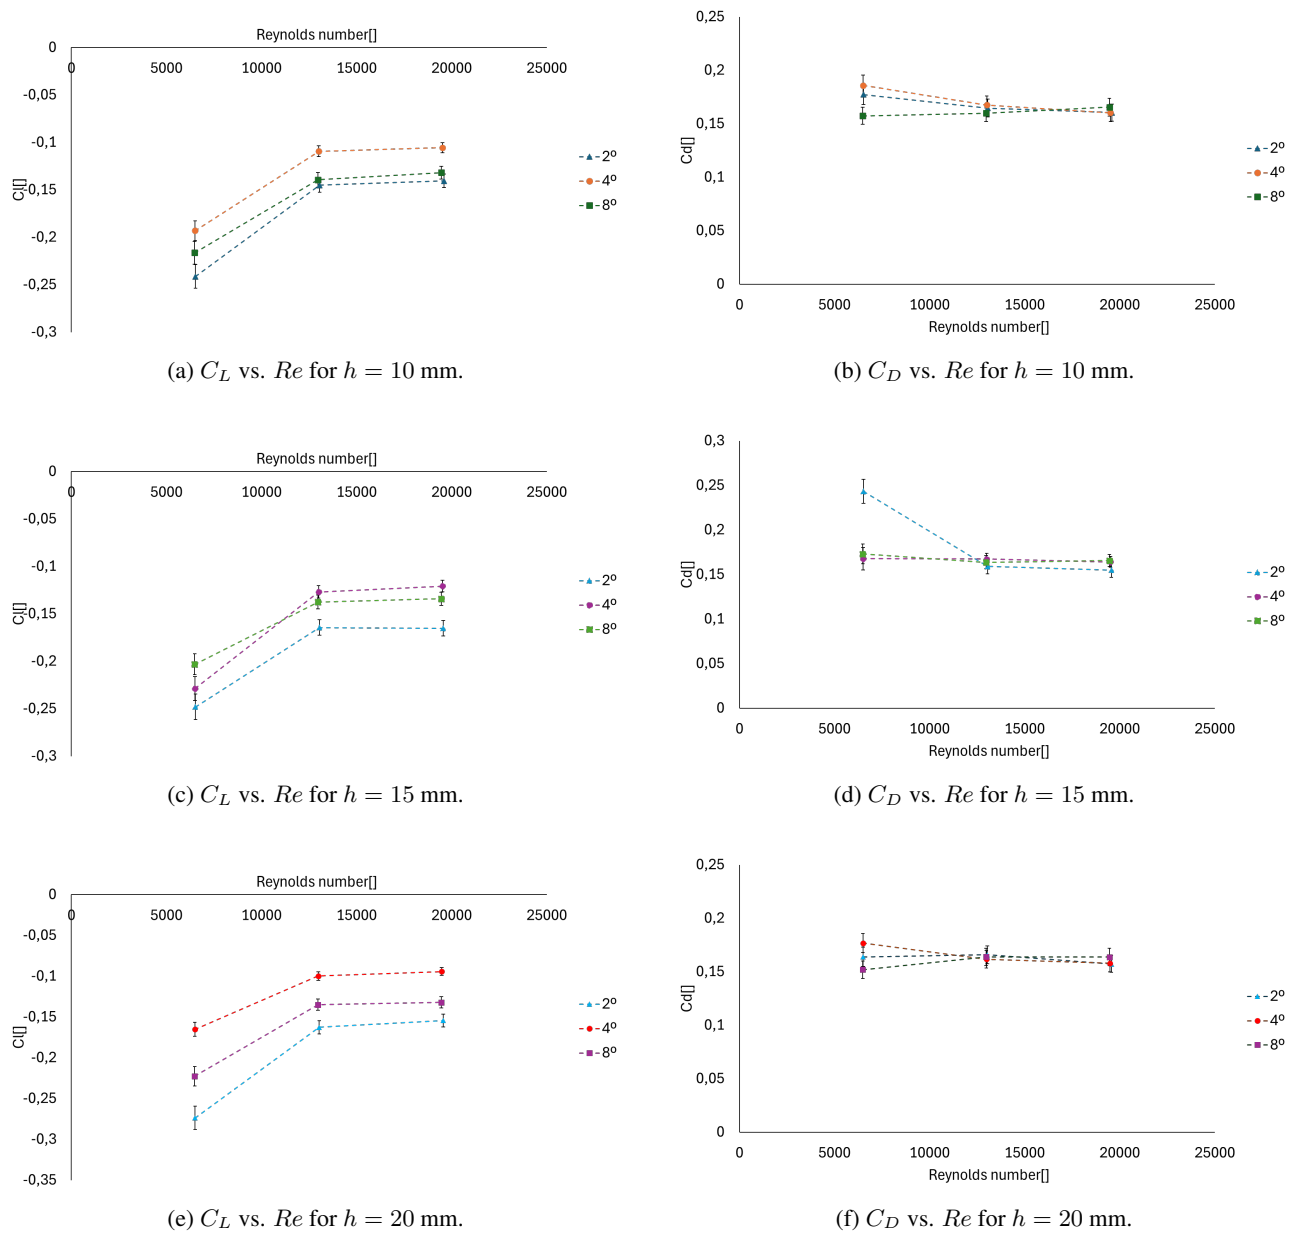 Reynolds number[]
0
0 5000 10000 15000 20000 25000
-0,05
-0,1
-0,15
-0,2
-0,25
-0,3
Cl[]
2º
4º
8º
(a) C_L vs. Re for h = 10 mm.
0,25
0,2
0,15
0,1
0,05
0
Cd[]
0 5000 10000 15000 20000 25000
Reynolds number[]
2º
4º
8º
(b) C_D vs. Re for h = 10 mm.
Reynolds number[]
0
0 5000 10000 15000 20000 25000
-0,05
-0,1
-0,15
-0,2
-0,25
-0,3
Cl[]
2º
4º
8º
(c) C_L vs. Re for h = 15 mm.
0,3
0,25
0,2
0,15
0,1
0,05
0
Cd[]
0 5000 10000 15000 20000 25000
Reynolds number[]
2º
4º
8º
(d) C_D vs. Re for h = 15 mm.
Reynolds number[]
0
0 5000 10000 15000 20000 25000
-0,05
-0,1
-0,15
-0,2
-0,25
-0,3
-0,35
Cl[]
2º
4º
8º
(e) C_L vs. Re for h = 20 mm.
0,25
0,2
0,15
0,1
0,05
0
Cd[]
0 5000 10000 15000 20000 25000
Reynolds number[]
2º
4º
8º
(f) C_D vs. Re for h = 20 mm.